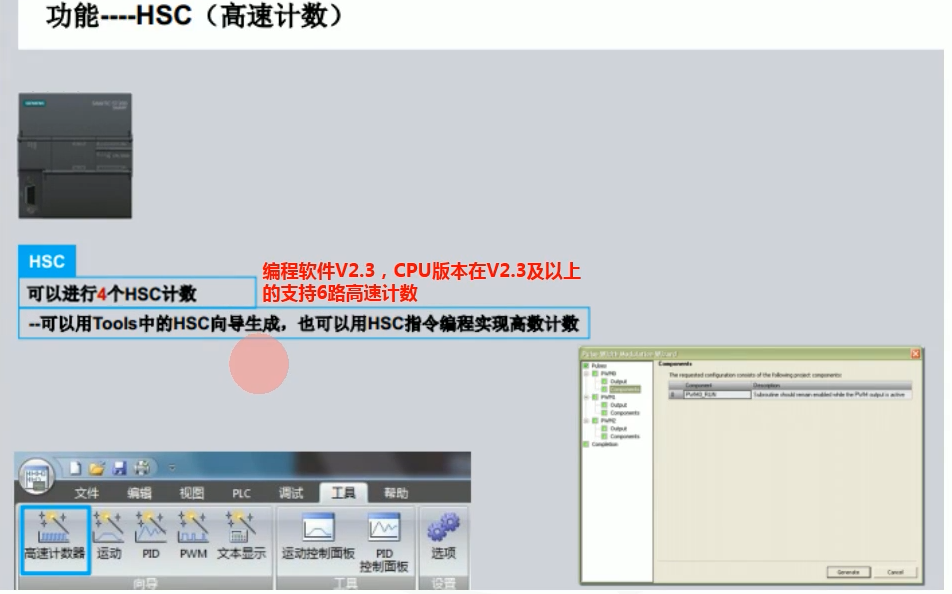 功能----HSC（高速计数）
SIEMENS
HSC
编程软件V2.3，CPU版本在V2.3及以上
的支持6路高速计数
可以进行4个HSC计数
--可以用Tools中的HSC向导生成，也可以用HSC指令编程实现高数计数
Pulse Width Modulation Wizard
Pulses
Components
The requested configuration consists of the following project components:
PWM0
Output
Components
Component
Description
PWM0_RUN
Subroutine should remain enabled while the PWM output is active
PWM1
Output
Components
PWM2
Output
Components
Completion
Generate
Cancel
文件
编辑
视图
PLC
调试
工具
帮助
高速计数器
运动
PID
PWM
文本显示
运动控制面板
PID
控制面板
选项
向导
工具
设置